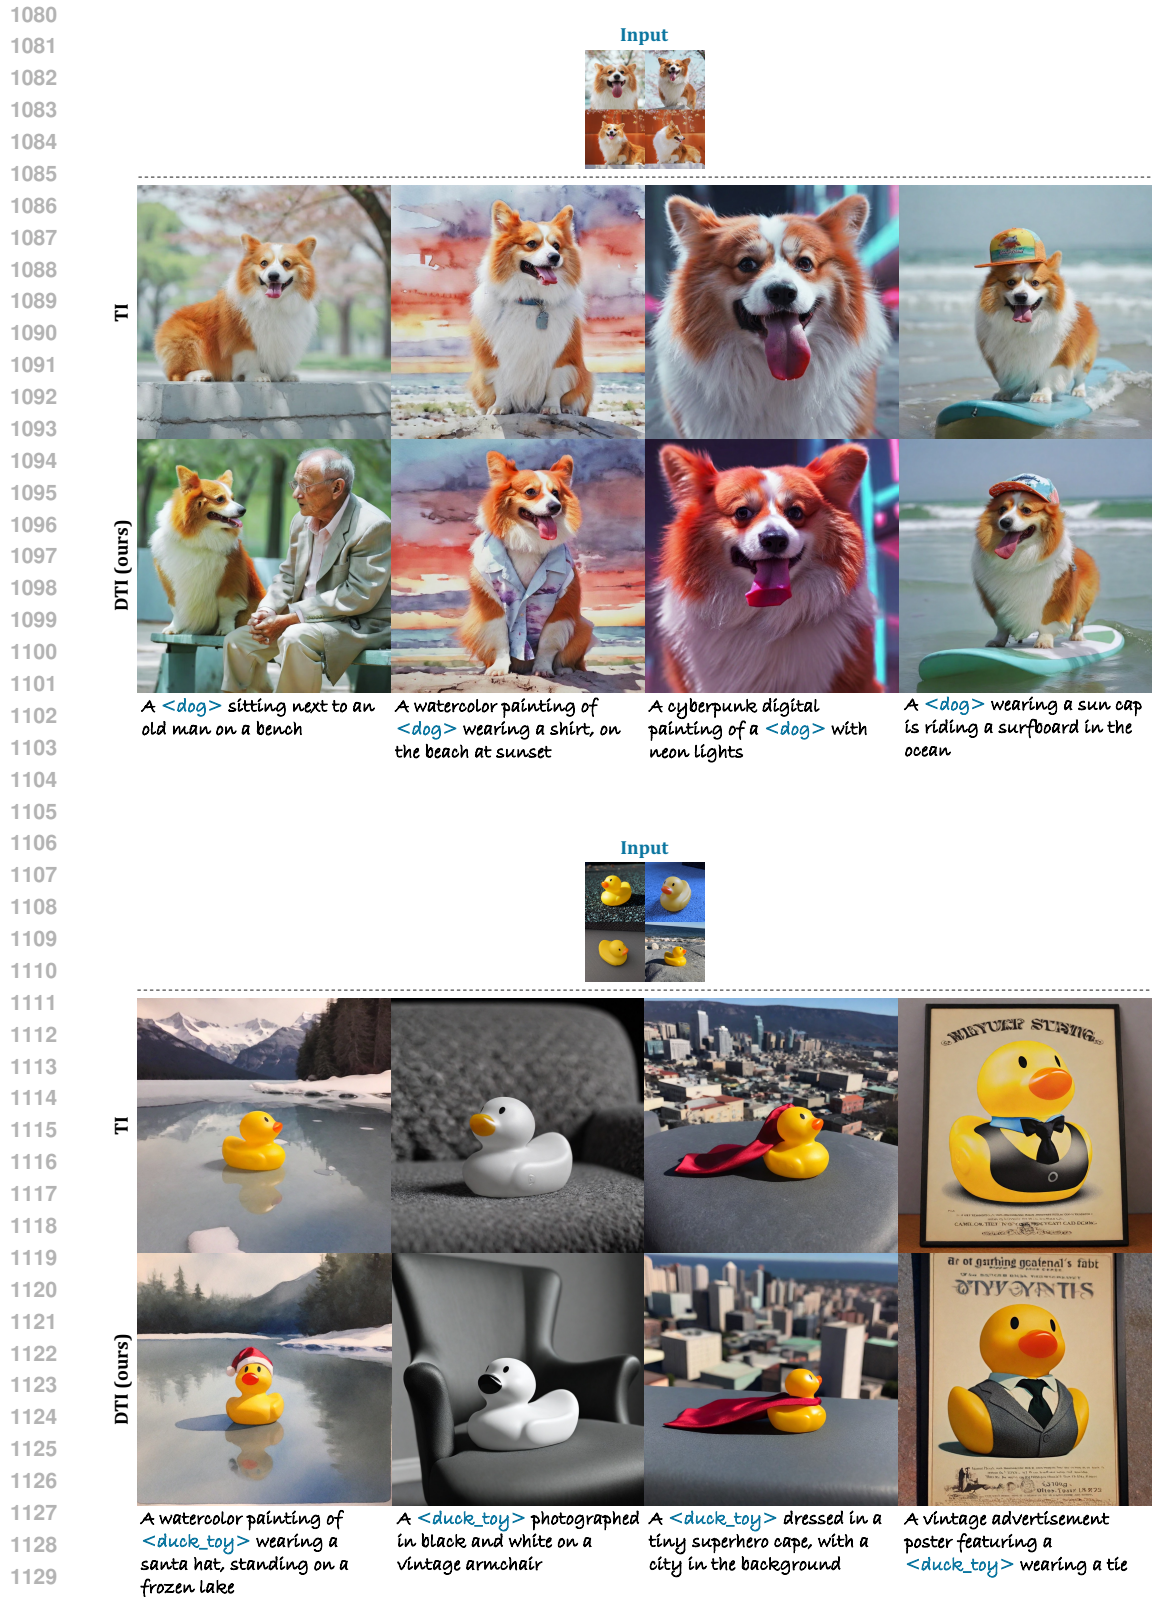 1080
1081
1082
1083
1084
1085
1086
1087
1088
1089
1090
1091
1092
1093
1094
1095
1096
1097
1098
1099
1100
1101
1102
1103
1104
1105
1106
1107
1108
1109
1110
1111
1112
1113
1114
1115
1116
1117
1118
1119
1120
1121
1122
1123
1124
1125
1126
1127
1128
1129
Input
TI
DTI (ours)
A <dog> sitting next to an
old man on a bench
A watercolor painting of
<dog> wearing a shirt, on
the beach at sunset
A cyberpunk digital
painting of a <dog> with
neon lights
A <dog> wearing a sun cap
is riding a surfboard in the
ocean
Input
TI
DTI (ours)
A watercolor painting of
<duck_toy> wearing a
santa hat, standing on a
frozen lake
A <duck_toy> photographed
in black and white on a
vintage armchair
A <duck_toy> dressed in a
tiny superhero cape, with a
city in the background
A vintage advertisement
poster featuring a
<duck_toy> wearing a tie